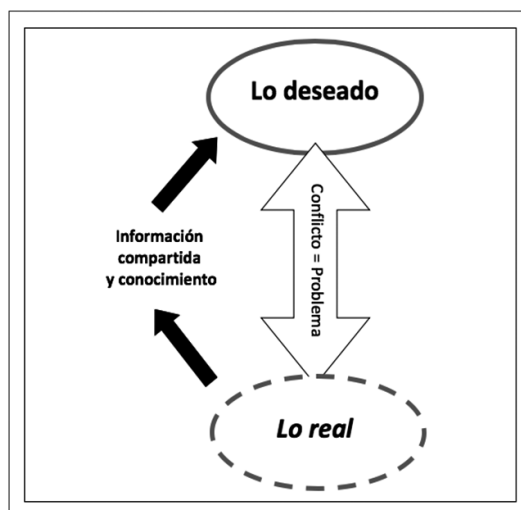 Lo deseado
Conflicto = Problema
Información
compartida
y conocimiento
Lo real